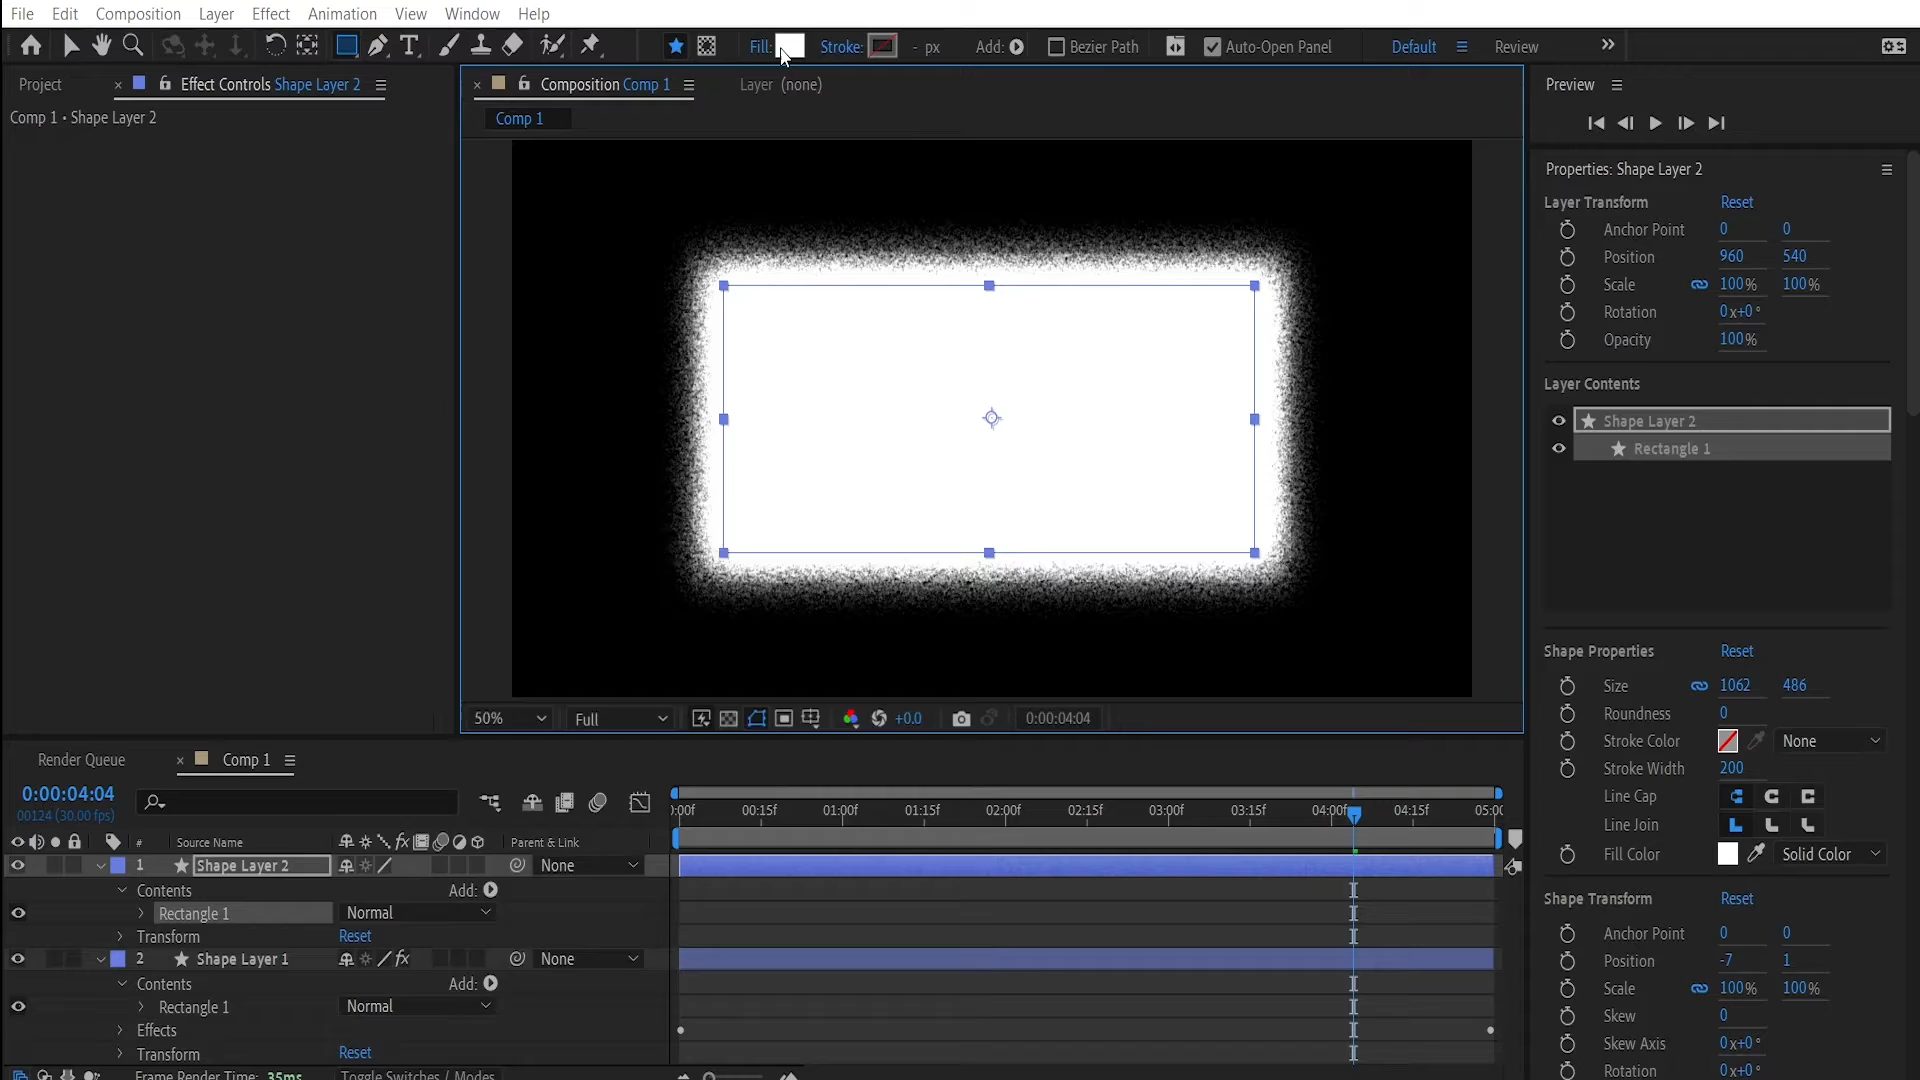 File Edit Composition Layer Effect Animation View Window Help
Fill: Stroke: - px Add: Bezier Path Auto-Open Panel Default Review
Project × Effect Controls Shape Layer 2
Comp 1 • Shape Layer 2
× Composition Comp 1 Layer (none)
Comp 1
50% Full +0.0 0:00:04:04
Preview
Properties: Shape Layer 2
Layer Transform Reset
Anchor Point 0 0
Position 960 540
Scale 100% 100%
Rotation 0x+0°
Opacity 100%
Layer Contents
Shape Layer 2
Rectangle 1
Shape Properties Reset
Size 1062 486
Roundness 0
Stroke Color None
Stroke Width 200
Line Cap
Line Join
Fill Color Solid Color
Shape Transform Reset
Anchor Point 0 0
Position -7 1
Scale 100% 100%
Skew 0
Skew Axis 0x+0°
Rotation 0x+0°
Render Queue × Comp 1
0:00:04:04
00124 (30.00 fps)
:00f 00:15f 01:00f 01:15f 02:00f 02:15f 03:00f 03:15f 04:00f 04:15f 05:00
# Source Name fx Parent & Link
1 Shape Layer 2 None
Contents Add:
Rectangle 1 Normal
Transform Reset
2 Shape Layer 1 fx None
Contents Add:
Rectangle 1 Normal
Effects
Transform Reset
Frame Render Time: 35ms Toggle Switches / Modes